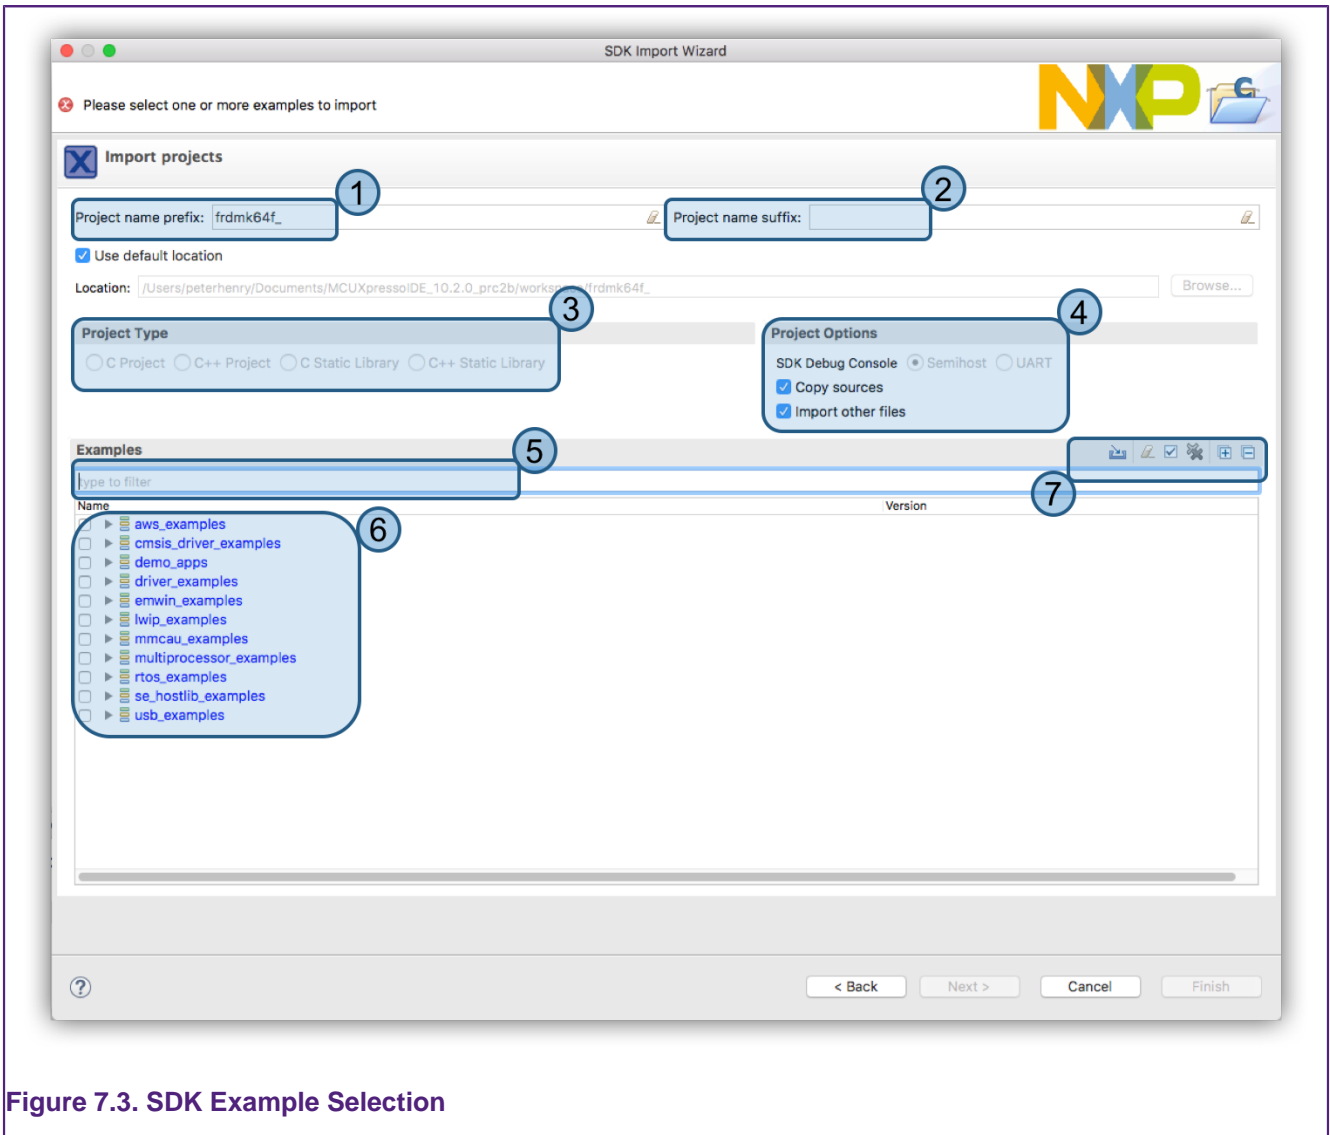 SDK Import Wizard
Please select one or more examples to import
NXP
C
X Import projects
1
2
Project name prefix: frdmk64f_ Project name suffix:
Use default location
Location: /Users/peterhenry/Documents/MCUXpressoIDE_10.2.0_prc2b/workspace/frdmk64f_ Browse...
3
4
Project Type Project Options
C Project C++ Project C Static Library C++ Static Library SDK Debug Console Semihost UART
Copy sources
Import other files
Examples 5
type to filter
7
Name Version
6
aws_examples
cmsis_driver_examples
demo_apps
driver_examples
emwin_examples
lwip_examples
mmcau_examples
multiprocessor_examples
rtos_examples
se_hostlib_examples
usb_examples
? < Back Next > Cancel Finish
Figure 7.3. SDK Example Selection